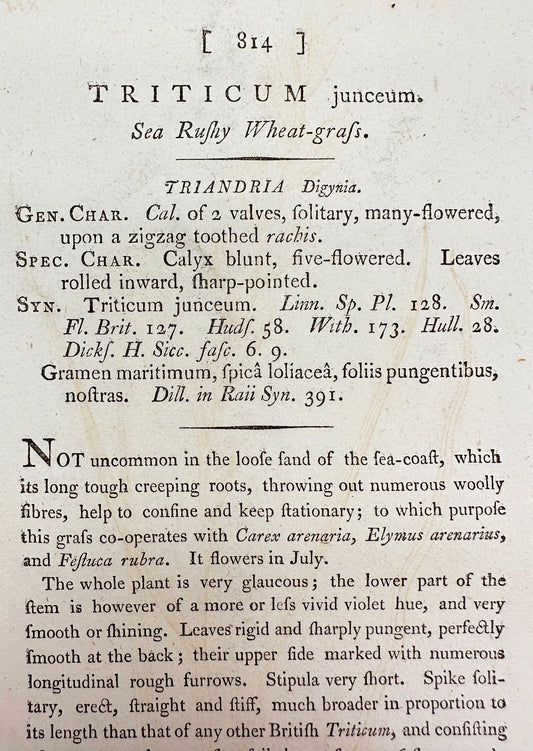 [ 814 ]
TRITICUM junceum.
Sea Ruſhy Wheat-graſs.
TRIANDRIA Digynia.
GEN. CHAR. Cal. of 2 valves, ſolitary, many-flowered,
upon a zigzag toothed rachis.
SPEC. CHAR. Calyx blunt, five-flowered. Leaves
rolled inward, ſharp-pointed.
SYN. Triticum junceum. Linn. Sp. Pl. 128. Sm.
Fl. Brit. 127. Hudſ. 58. With. 173. Hull. 28.
Dickſ. H. Sicc. faſc. 6. 9.
Gramen maritimum, ſpicâ loliaceâ, foliis pungentibus,
noſtras. Dill. in Raii Syn. 391.
NOT uncommon in the looſe ſand of the ſea-coaſt, which
its long tough creeping roots, throwing out numerous woolly
fibres, help to confine and keep ſtationary; to which purpoſe
this graſs co-operates with Carex arenaria, Elymus arenarius,
and Feſtuca rubra. It flowers in July.
The whole plant is very glaucous; the lower part of the
ſtem is however of a more or leſs vivid violet hue, and very
ſmooth or ſhining. Leaves rigid and ſharply pungent, perfectly
ſmooth at the back; their upper ſide marked with numerous
longitudinal rough furrows. Stipula very ſhort. Spike ſoli-
tary, erect, ſtraight and ſtiff, much broader in proportion to
its length than that of any other Britiſh Triticum, and conſiſting